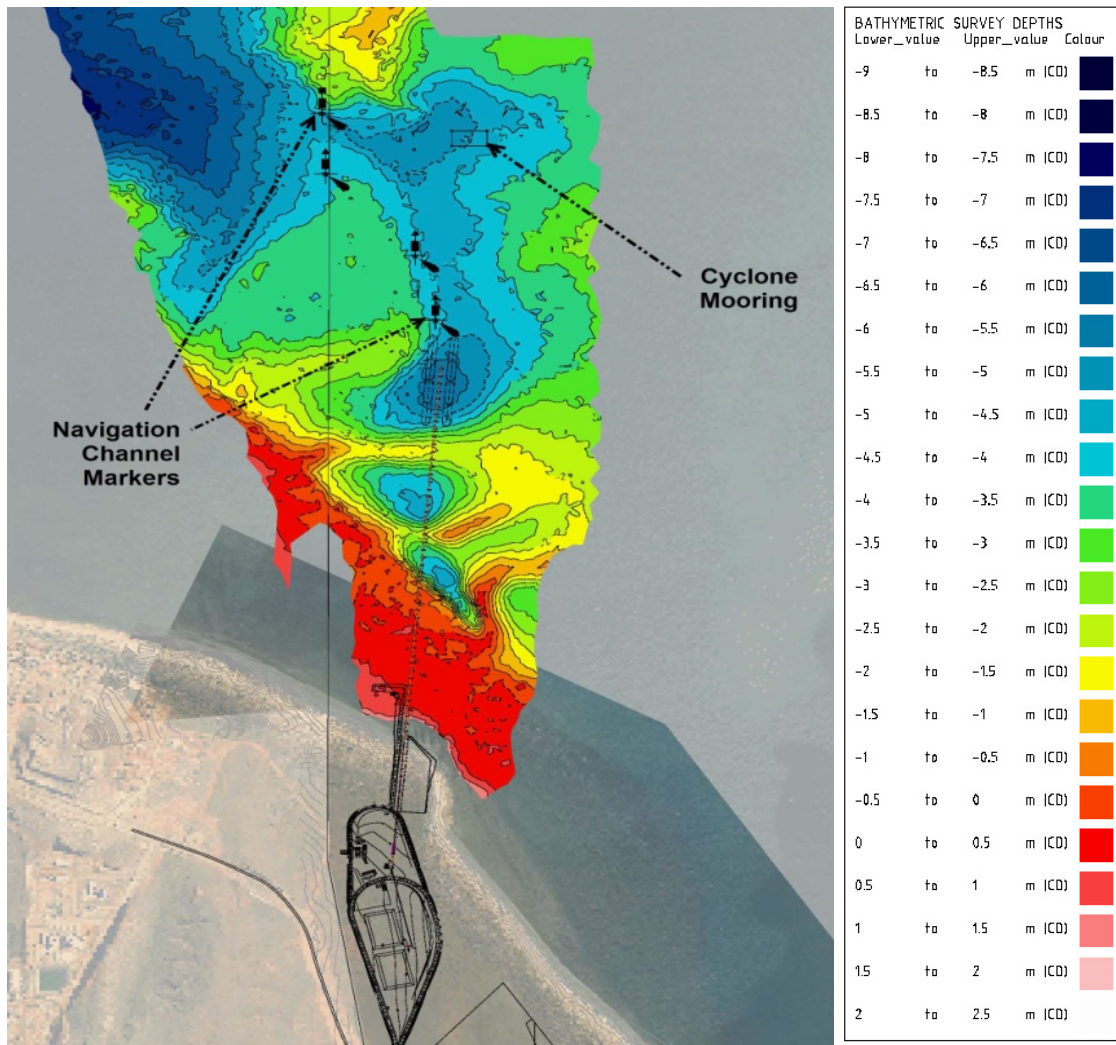 Cyclone
Mooring
Navigation
Channel
Markers
BATHYMETRIC SURVEY DEPTHS
Lower_value Upper_value Colour
-9 to -8.5 m (CD)
-8.5 to -8 m (CD)
-8 to -7.5 m (CD)
-7.5 to -7 m (CD)
-7 to -6.5 m (CD)
-6.5 to -6 m (CD)
-6 to -5.5 m (CD)
-5.5 to -5 m (CD)
-5 to -4.5 m (CD)
-4.5 to -4 m (CD)
-4 to -3.5 m (CD)
-3.5 to -3 m (CD)
-3 to -2.5 m (CD)
-2.5 to -2 m (CD)
-2 to -1.5 m (CD)
-1.5 to -1 m (CD)
-1 to -0.5 m (CD)
-0.5 to 0 m (CD)
0 to 0.5 m (CD)
0.5 to 1 m (CD)
1 to 1.5 m (CD)
1.5 to 2 m (CD)
2 to 2.5 m (CD)